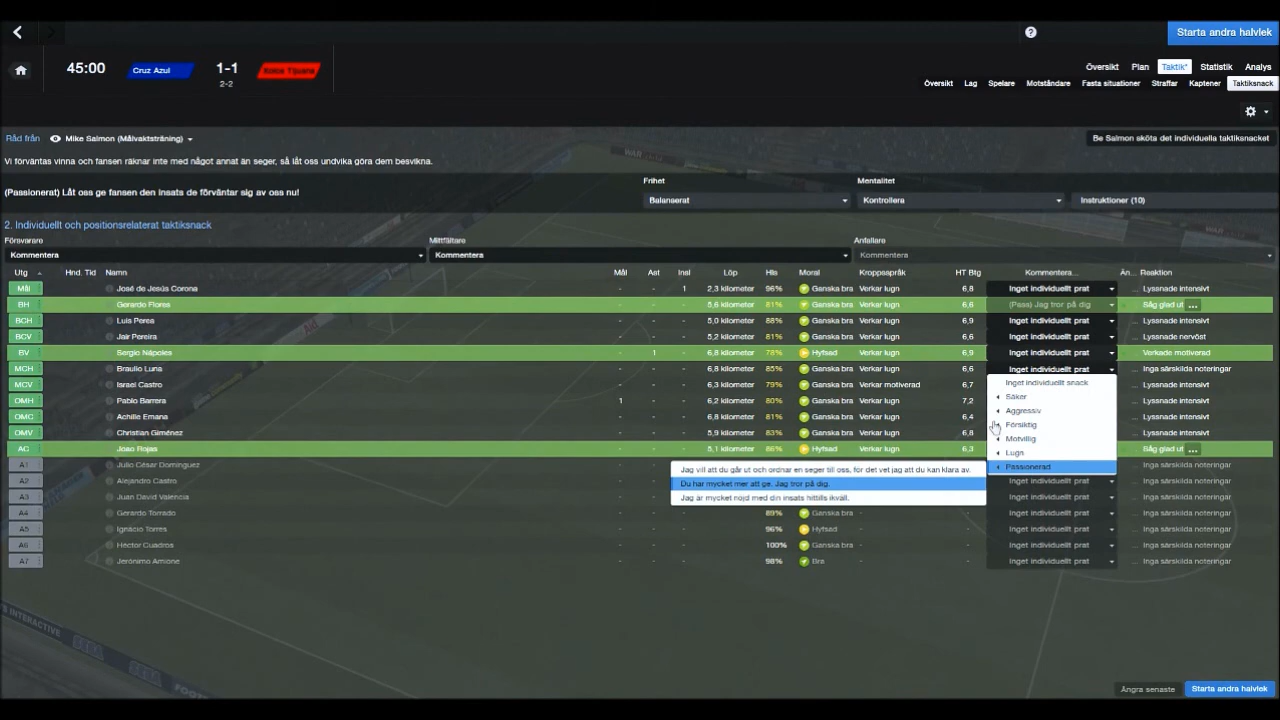 Starta andra halvlek
45:00 Cruz Azul 1-1 Xolos Tijuana
2-2
Översikt Plan Taktik* Statistik Analys
Översikt Lag Spelare Motståndare Fasta situationer Straffar Kaptener Taktiksnack
Råd från Mike Salmon (Målvaktsträning) Be Salmon sköta det individuella taktiksnacket
Vi förväntas vinna och fansen räknar inte med något annat än seger, så låt oss undvika göra dem besvikna.
Frihet Mentalitet
(Passionerat) Låt oss ge fansen den insats de förväntar sig av oss nu!
Balanserat Kontrollera Instruktioner (10)
2. Individuellt och positionsrelaterat taktiksnack
Försvarare Mittfältare Anfallare
Kommentera Kommentera Kommentera
Utg Hnd. Tid Namn Mål Ast Insl Löp His Moral Kroppsspråk HT Btg Kommentera... Än... Reaktion
Mål José de Jesús Corona - - 1 2,3 kilometer 96% Ganska bra Verkar lugn 6,8 Inget individuellt prat ... Lyssnade intensivt
BH Gerardo Flores - - - 5,6 kilometer 81% Ganska bra Verkar lugn 6,6 (Pass) Jag tror på dig Såg glad ut ...
BCH Luis Perea - - - 5,0 kilometer 88% Ganska bra Verkar lugn 6,9 Inget individuellt prat ... Lyssnade intensivt
BCV Jair Pereira - - - 5,2 kilometer 81% Ganska bra Verkar lugn 6,6 Inget individuellt prat ... Lyssnade nervöst
BV Sergio Nápoles - 1 - 6,8 kilometer 78% Hyfsad Verkar lugn 6,9 Inget individuellt prat ... Verkade motiverad
MCH Braulio Luna - - - 6,8 kilometer 85% Ganska bra Verkar lugn 6,6 Inget individuellt prat ... Inga särskilda noteringar
MCV Israel Castro - - - 6,3 kilometer 79% Ganska bra Verkar motiverad 6,7 Inget individuellt snack ... Lyssnade intensivt
OMH Pablo Barrera 1 - - 6,2 kilometer 80% Ganska bra Verkar lugn 7,2 Säker ... Lyssnade intensivt
OMC Achille Emana - - - 6,8 kilometer 81% Ganska bra Verkar lugn 6,4 Aggressiv ... Lyssnade intensivt
OMV Christian Giménez - - - 5,9 kilometer 83% Ganska bra Verkar lugn 6,8 Försiktig ... Lyssnade intensivt
Motvillig
AC Joao Rojas - - - 5,1 kilometer 86% Hyfsad Verkar lugn 6,3 Lugn Såg glad ut ...
A1 Julio César Domínguez Jag vill att du går ut och ordnar en seger till oss, för det vet jag att du kan klara av. Passionerad ... Inga särskilda noteringar
A2 Alejandro Castro Du har mycket mer att ge. Jag tror på dig. Inget individuellt prat ... Inga särskilda noteringar
A3 Juan David Valencia Jag är mycket nöjd med din insats hittills ikväll. Inget individuellt prat ... Inga särskilda noteringar
A4 Gerardo Torrado - - - - 89% Ganska bra - - Inget individuellt prat ... Inga särskilda noteringar
A5 Ignacio Torres - - - - 96% Hyfsad - - Inget individuellt prat ... Inga särskilda noteringar
A6 Héctor Cuadros - - - - 100% Ganska bra - - Inget individuellt prat ... Inga särskilda noteringar
A7 Jerónimo Amione - - - - 98% Bra - - Inget individuellt prat ... Inga särskilda noteringar
Ångra senaste Starta andra halvlek